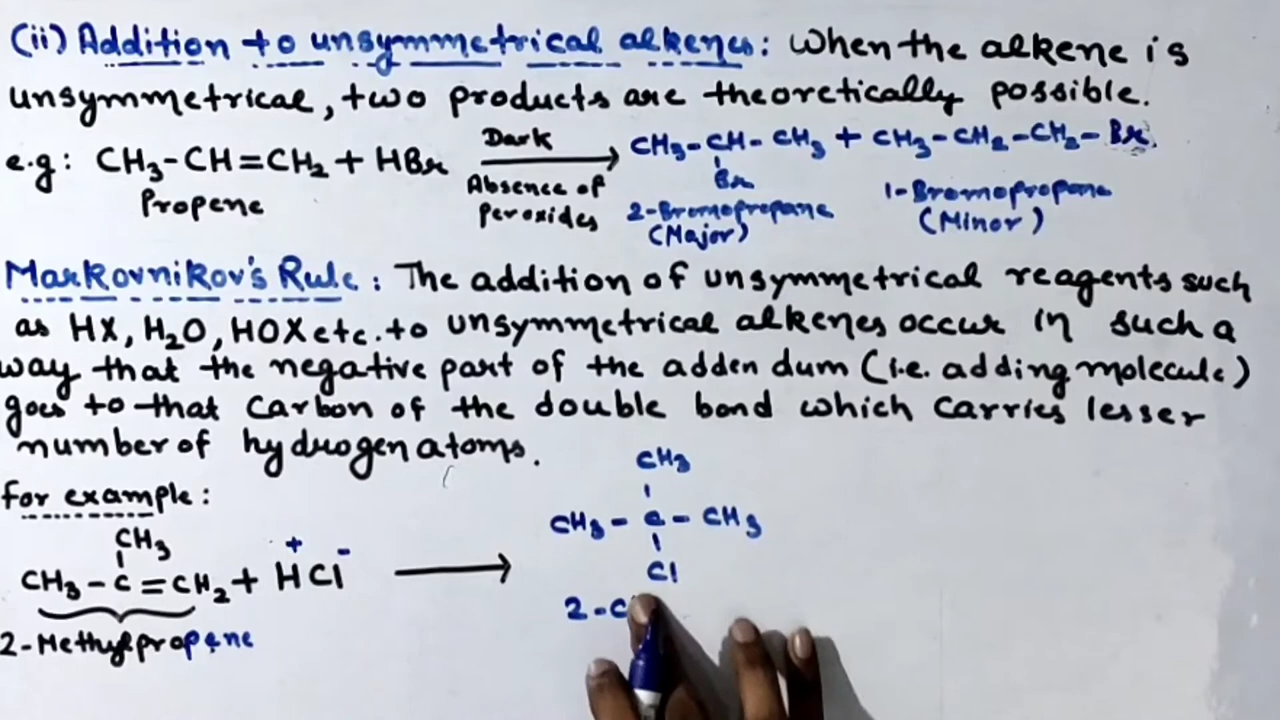 (ii) Addition to unsymmetrical alkenes: When the alkene is
unsymmetrical, two products are theoretically possible.
e.g: CH₃-CH=CH₂ + HBr
Propene
Dark
Absence of
Peroxides
CH₃-CH-CH₃ + CH₃-CH₂-CH₂-Br
Br
2-Bromopropane
(Major)
1-Bromopropane
(Minor)
Markovnikov's Rule: The addition of unsymmetrical reagents such
as HX, H₂O, HOX etc. to unsymmetrical alkenes occur in such a
way that the negative part of the adden dum (i.e. adding molecule)
goes to that carbon of the double bond which carries lesser
number of hydrogen atoms.
for example:
CH₃
CH₃-C=CH₂ + H⁺Cl⁻
2-Methylpropene
CH₃
CH₃-C-CH₃
Cl
2-C